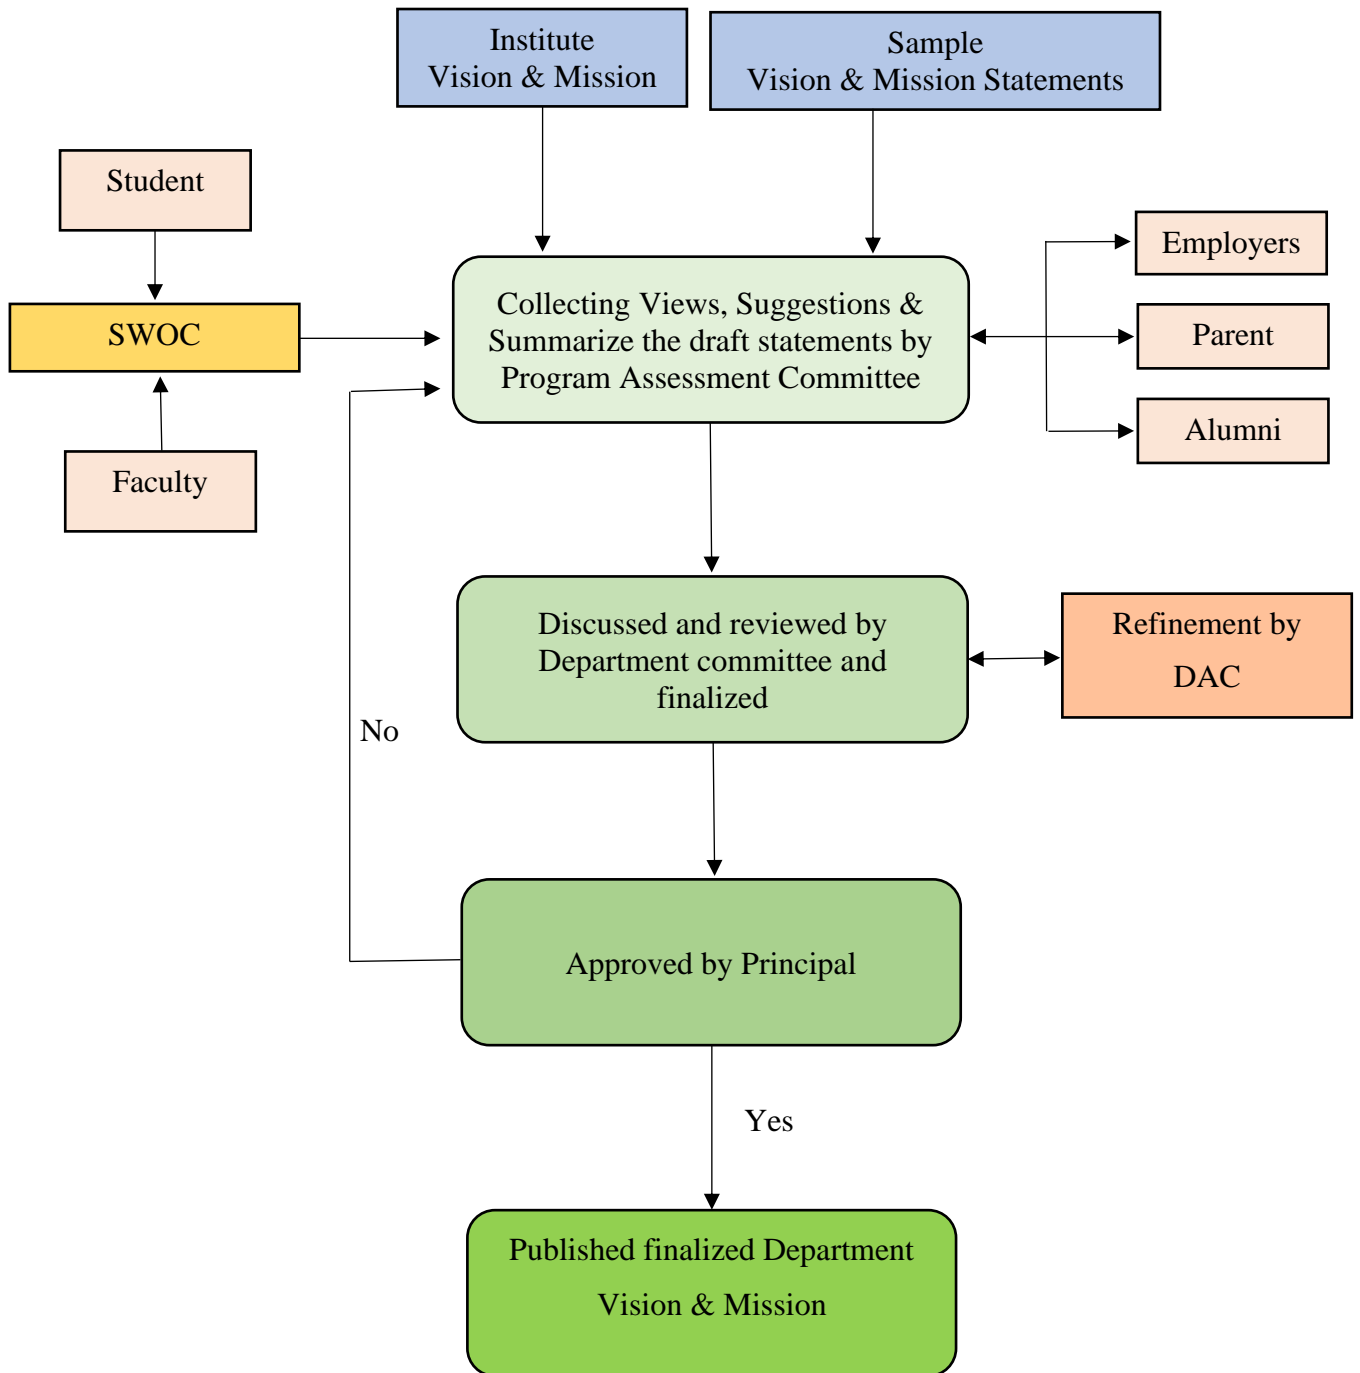 Institute
Vision & Mission
Sample
Vision & Mission Statements
Student
Employers
Collecting Views, Suggestions &
Summarize the draft statements by
Program Assessment Committee
SWOC
Parent
Alumni
Faculty
Discussed and reviewed by
Department committee and
finalized
Refinement by
DAC
No
Approved by Principal
Yes
Published finalized Department
Vision & Mission